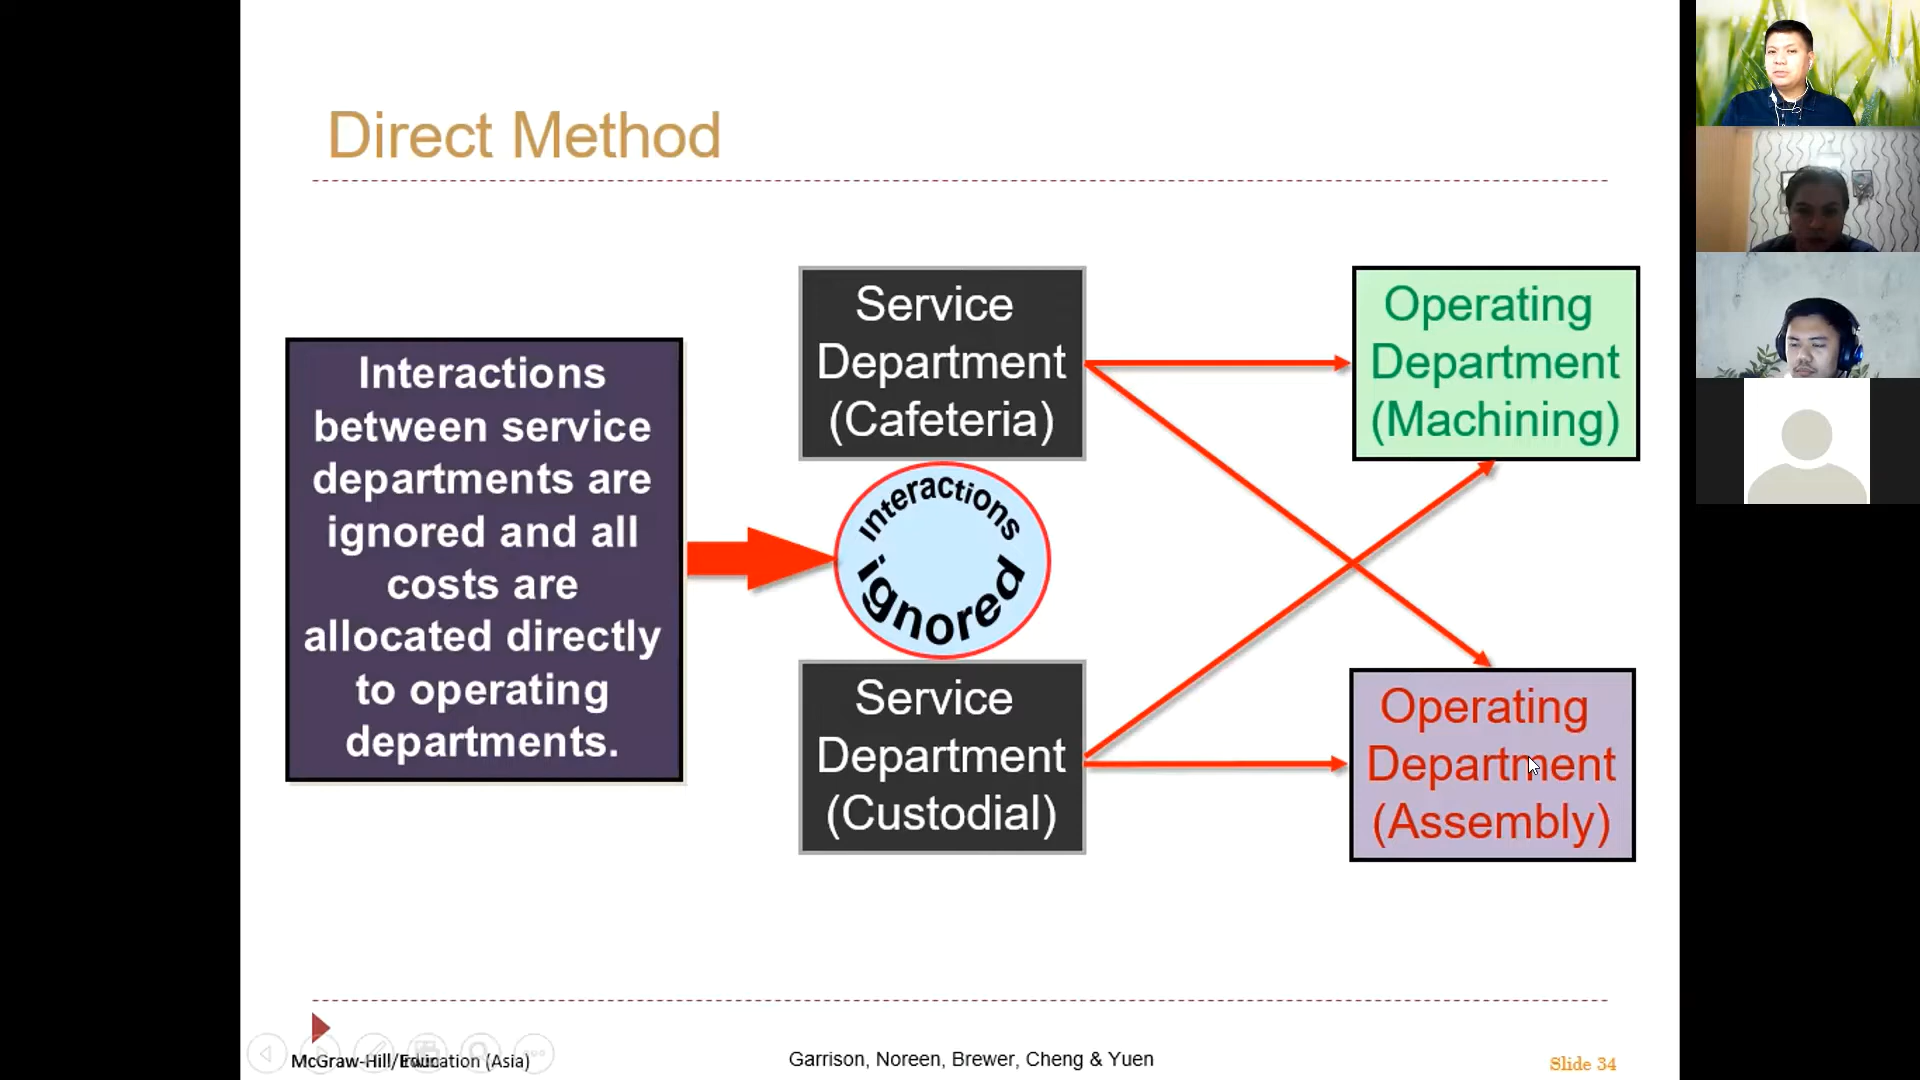 Direct Method
Interactions
between service
departments are
ignored and all
costs are
allocated directly
to operating
departments.
Service
Department
(Cafeteria)
Interactions
ignored
Service
Department
(Custodial)
Operating
Department
(Machining)
Operating
Department
(Assembly)
McGraw-Hill/Education (Asia)
Garrison, Noreen, Brewer, Cheng & Yuen
Slide 34